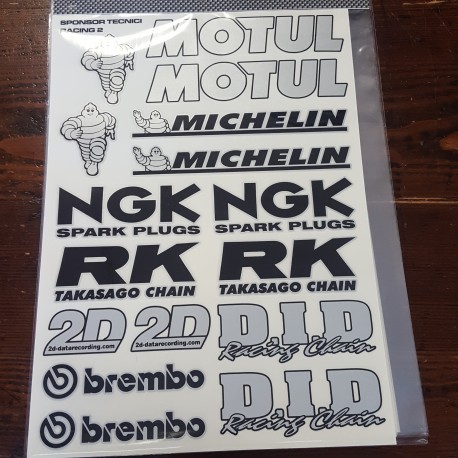 SPONSOR TECNICI
RACING 2
MOTUL
MOTUL
MICHELIN
MICHELIN
NGK
SPARK PLUGS
NGK
SPARK PLUGS
RK
TAKASAGO CHAIN
RK
TAKASAGO CHAIN
2D
2d-datarecording.com
2D
2d-datarecording.com
D.I.D
Racing Chain
brembo
brembo
D.I.D
Racing Chain